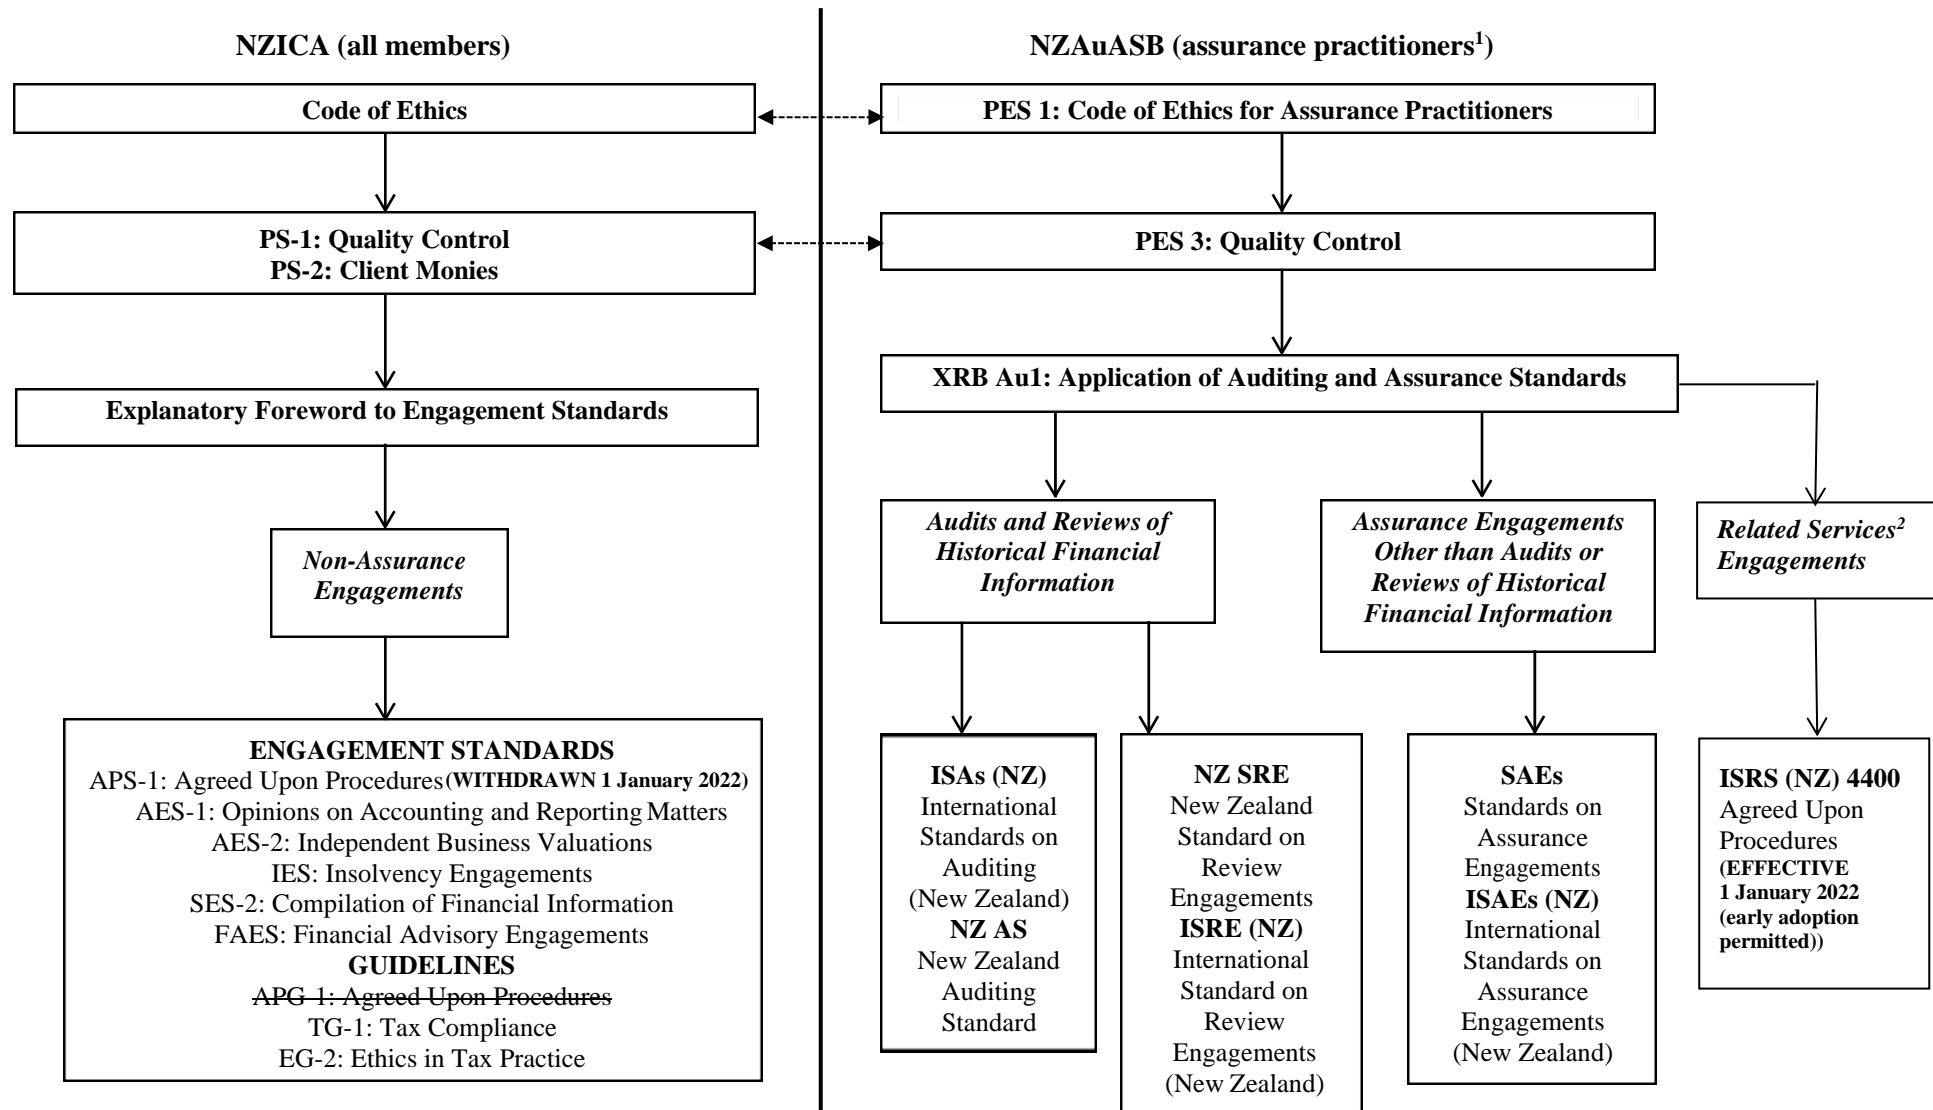 NZICA (all members)
Code of Ethics
PS-1: Quality Control
PS-2: Client Monies
Explanatory Foreword to Engagement Standards
Non-Assurance
Engagements
ENGAGEMENT STANDARDS
APS-1: Agreed Upon Procedures (WITHDRAWN 1 January 2022)
AES-1: Opinions on Accounting and Reporting Matters
AES-2: Independent Business Valuations
IES: Insolvency Engagements
SES-2: Compilation of Financial Information
FAES: Financial Advisory Engagements
GUIDELINES
APG-1: Agreed Upon Procedures
TG-1: Tax Compliance
EG-2: Ethics in Tax Practice
NZAuASB (assurance practitioners1)
PES 1: Code of Ethics for Assurance Practitioners
PES 3: Quality Control
XRB Au1: Application of Auditing and Assurance Standards
Audits and Reviews of
Historical Financial
Information
Assurance Engagements
Other than Audits or
Reviews of Historical
Financial Information
Related Services2
Engagements
ISAs (NZ)
International
Standards on
Auditing
(New Zealand)
NZ AS
New Zealand
Auditing
Standard
NZ SRE
New Zealand
Standard on
Review
Engagements
ISRE (NZ)
International
Standard on
Review
Engagements
(New Zealand)
SAEs
Standards on
Assurance
Engagements
ISAEs (NZ)
International
Standards on
Assurance
Engagements
(New Zealand)
ISRS (NZ) 4400
Agreed Upon
Procedures
(EFFECTIVE
1 January 2022
(early adoption
permitted))